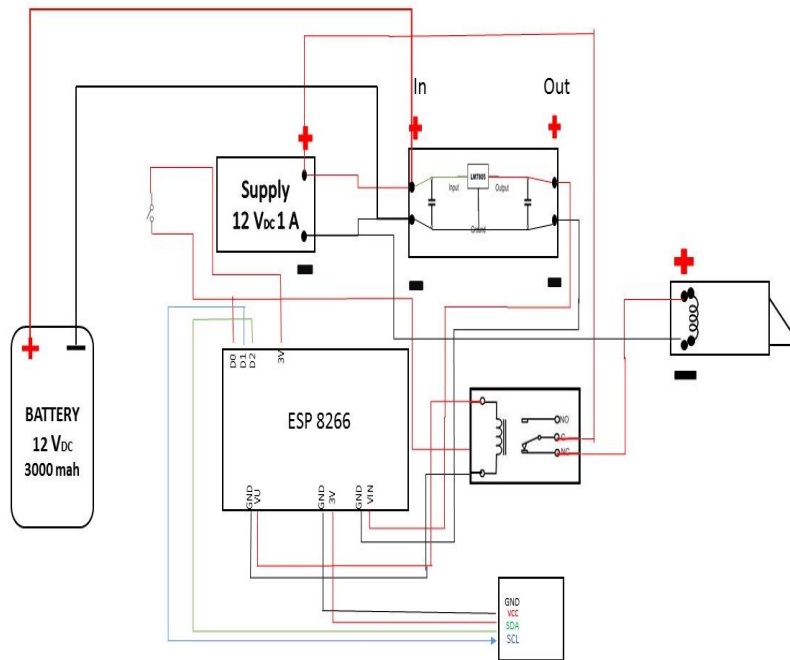 In
Out
+
+
+
Supply
12 VDC 1 A
Input
LM7805
Output
Ground
-
-
-
+
-
+ -
BATTERY
12 VDC
3000 mah
D0
D1
D2
3V
ESP 8266
GND
VU
GND
3V
GND
VIN
NO
C
NC
GND
VCC
SDA
SCL